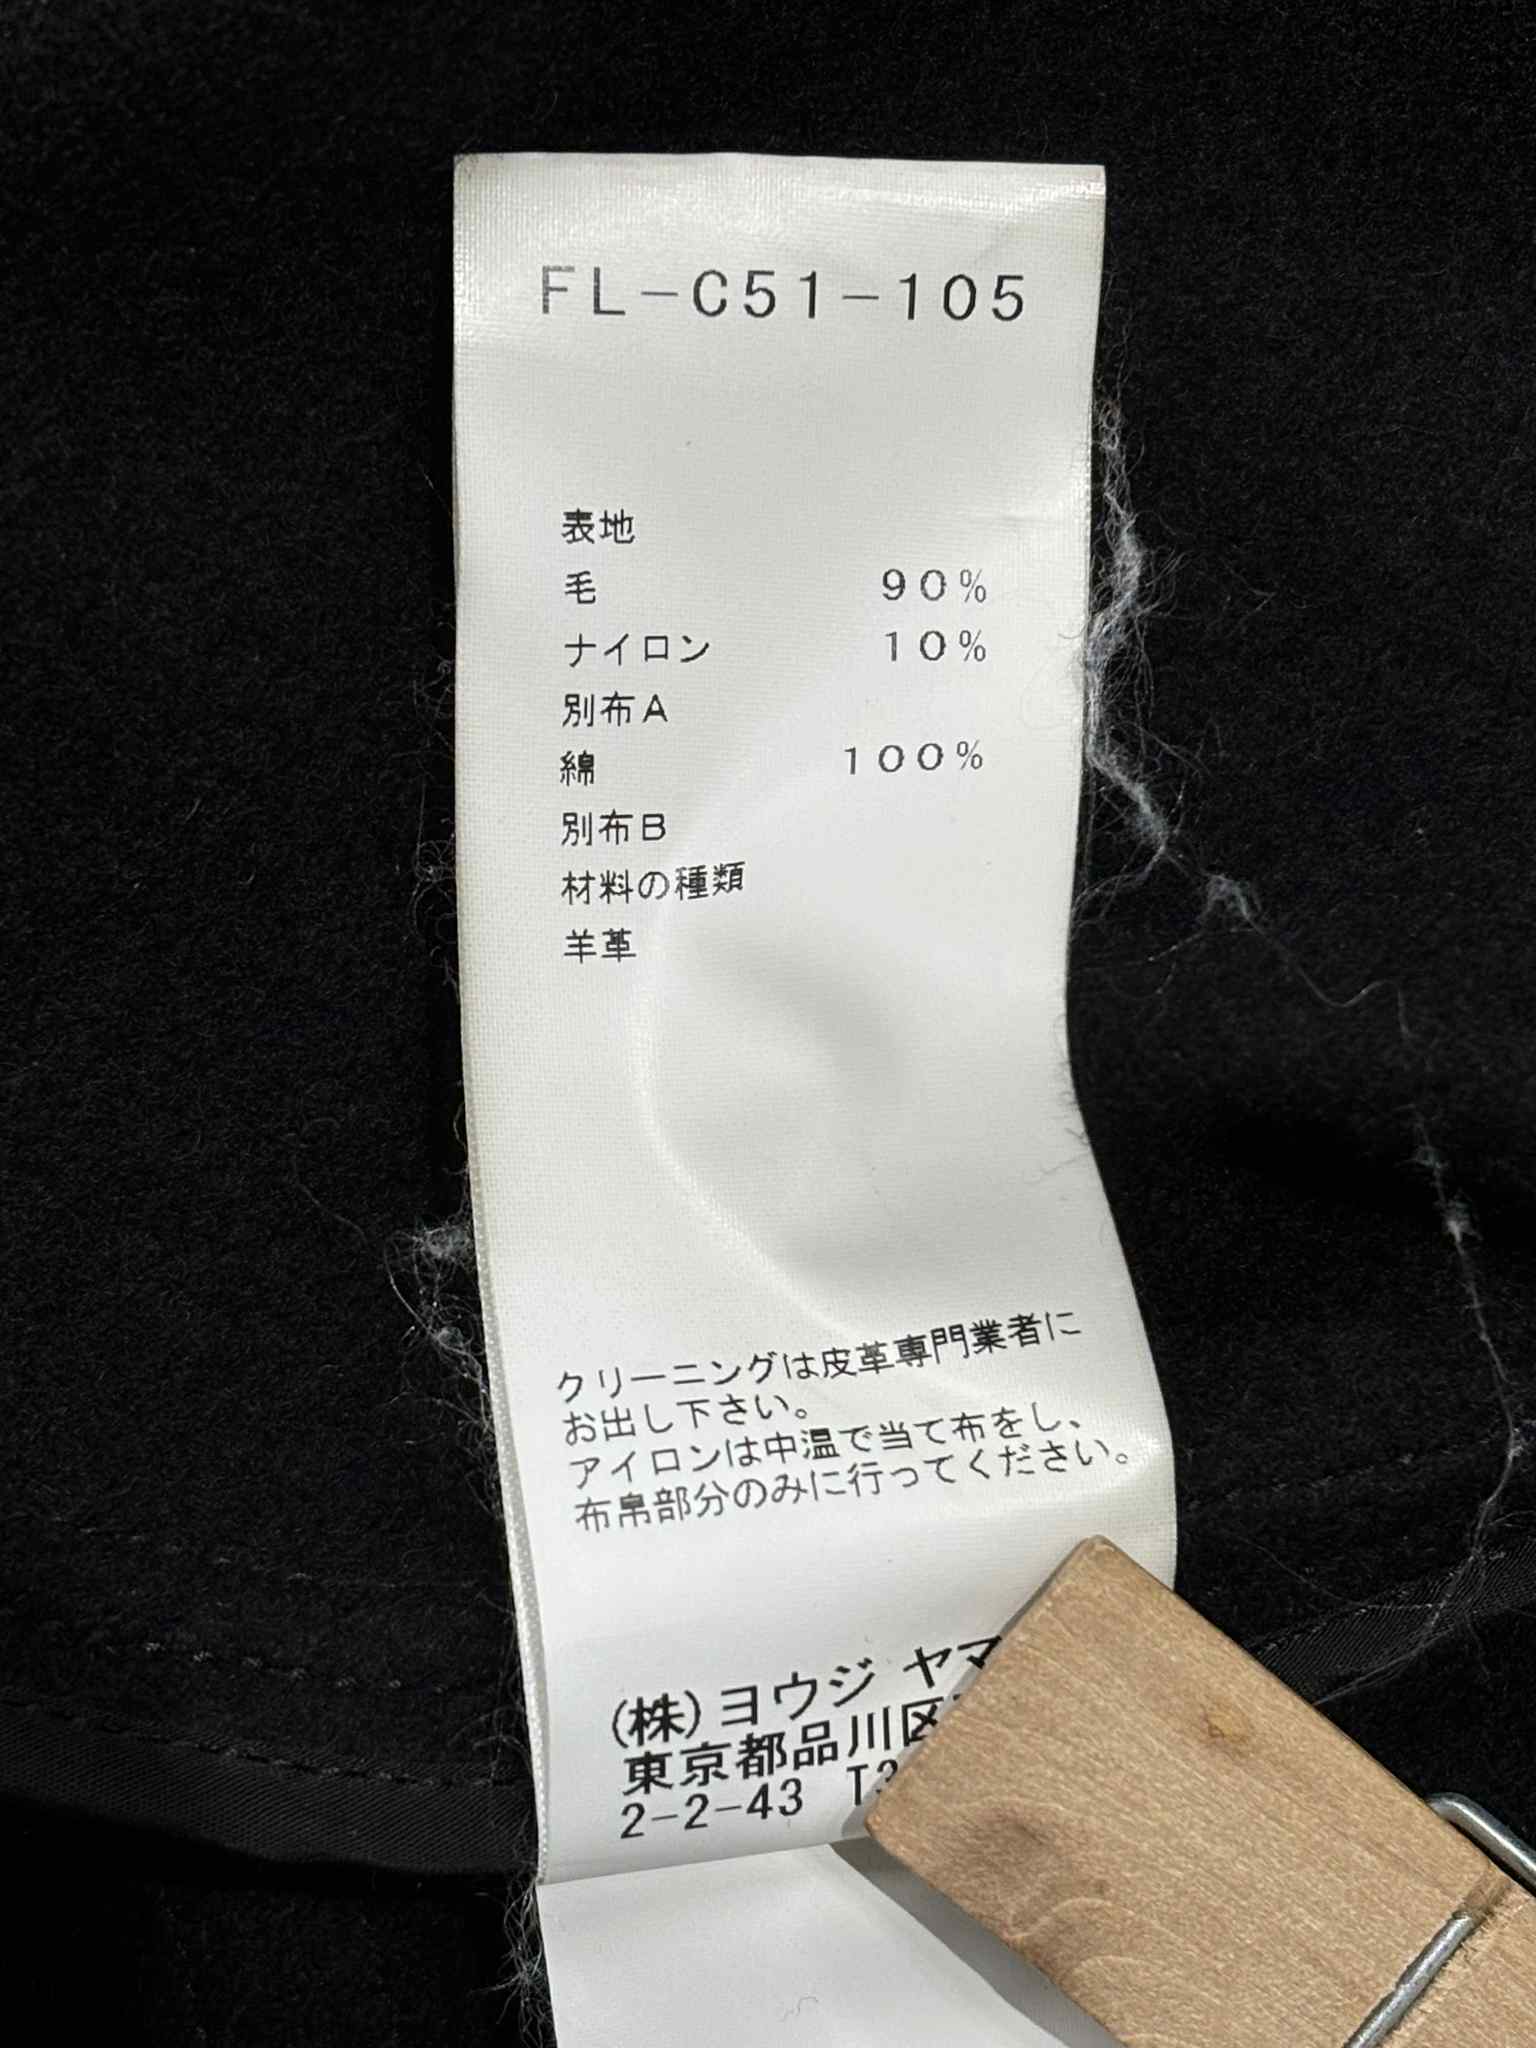 FL-C51-105
表地
毛 90%
ナイロン 10%
別布A
綿 100%
別布B
材料の種類
羊革
クリーニングは皮革専門業者に
お出し下さい。
アイロンは中温で当て布をし、
布帛部分のみに行ってください。
(株)ヨウジ ヤマ
東京都品川区
2-2-43 T3